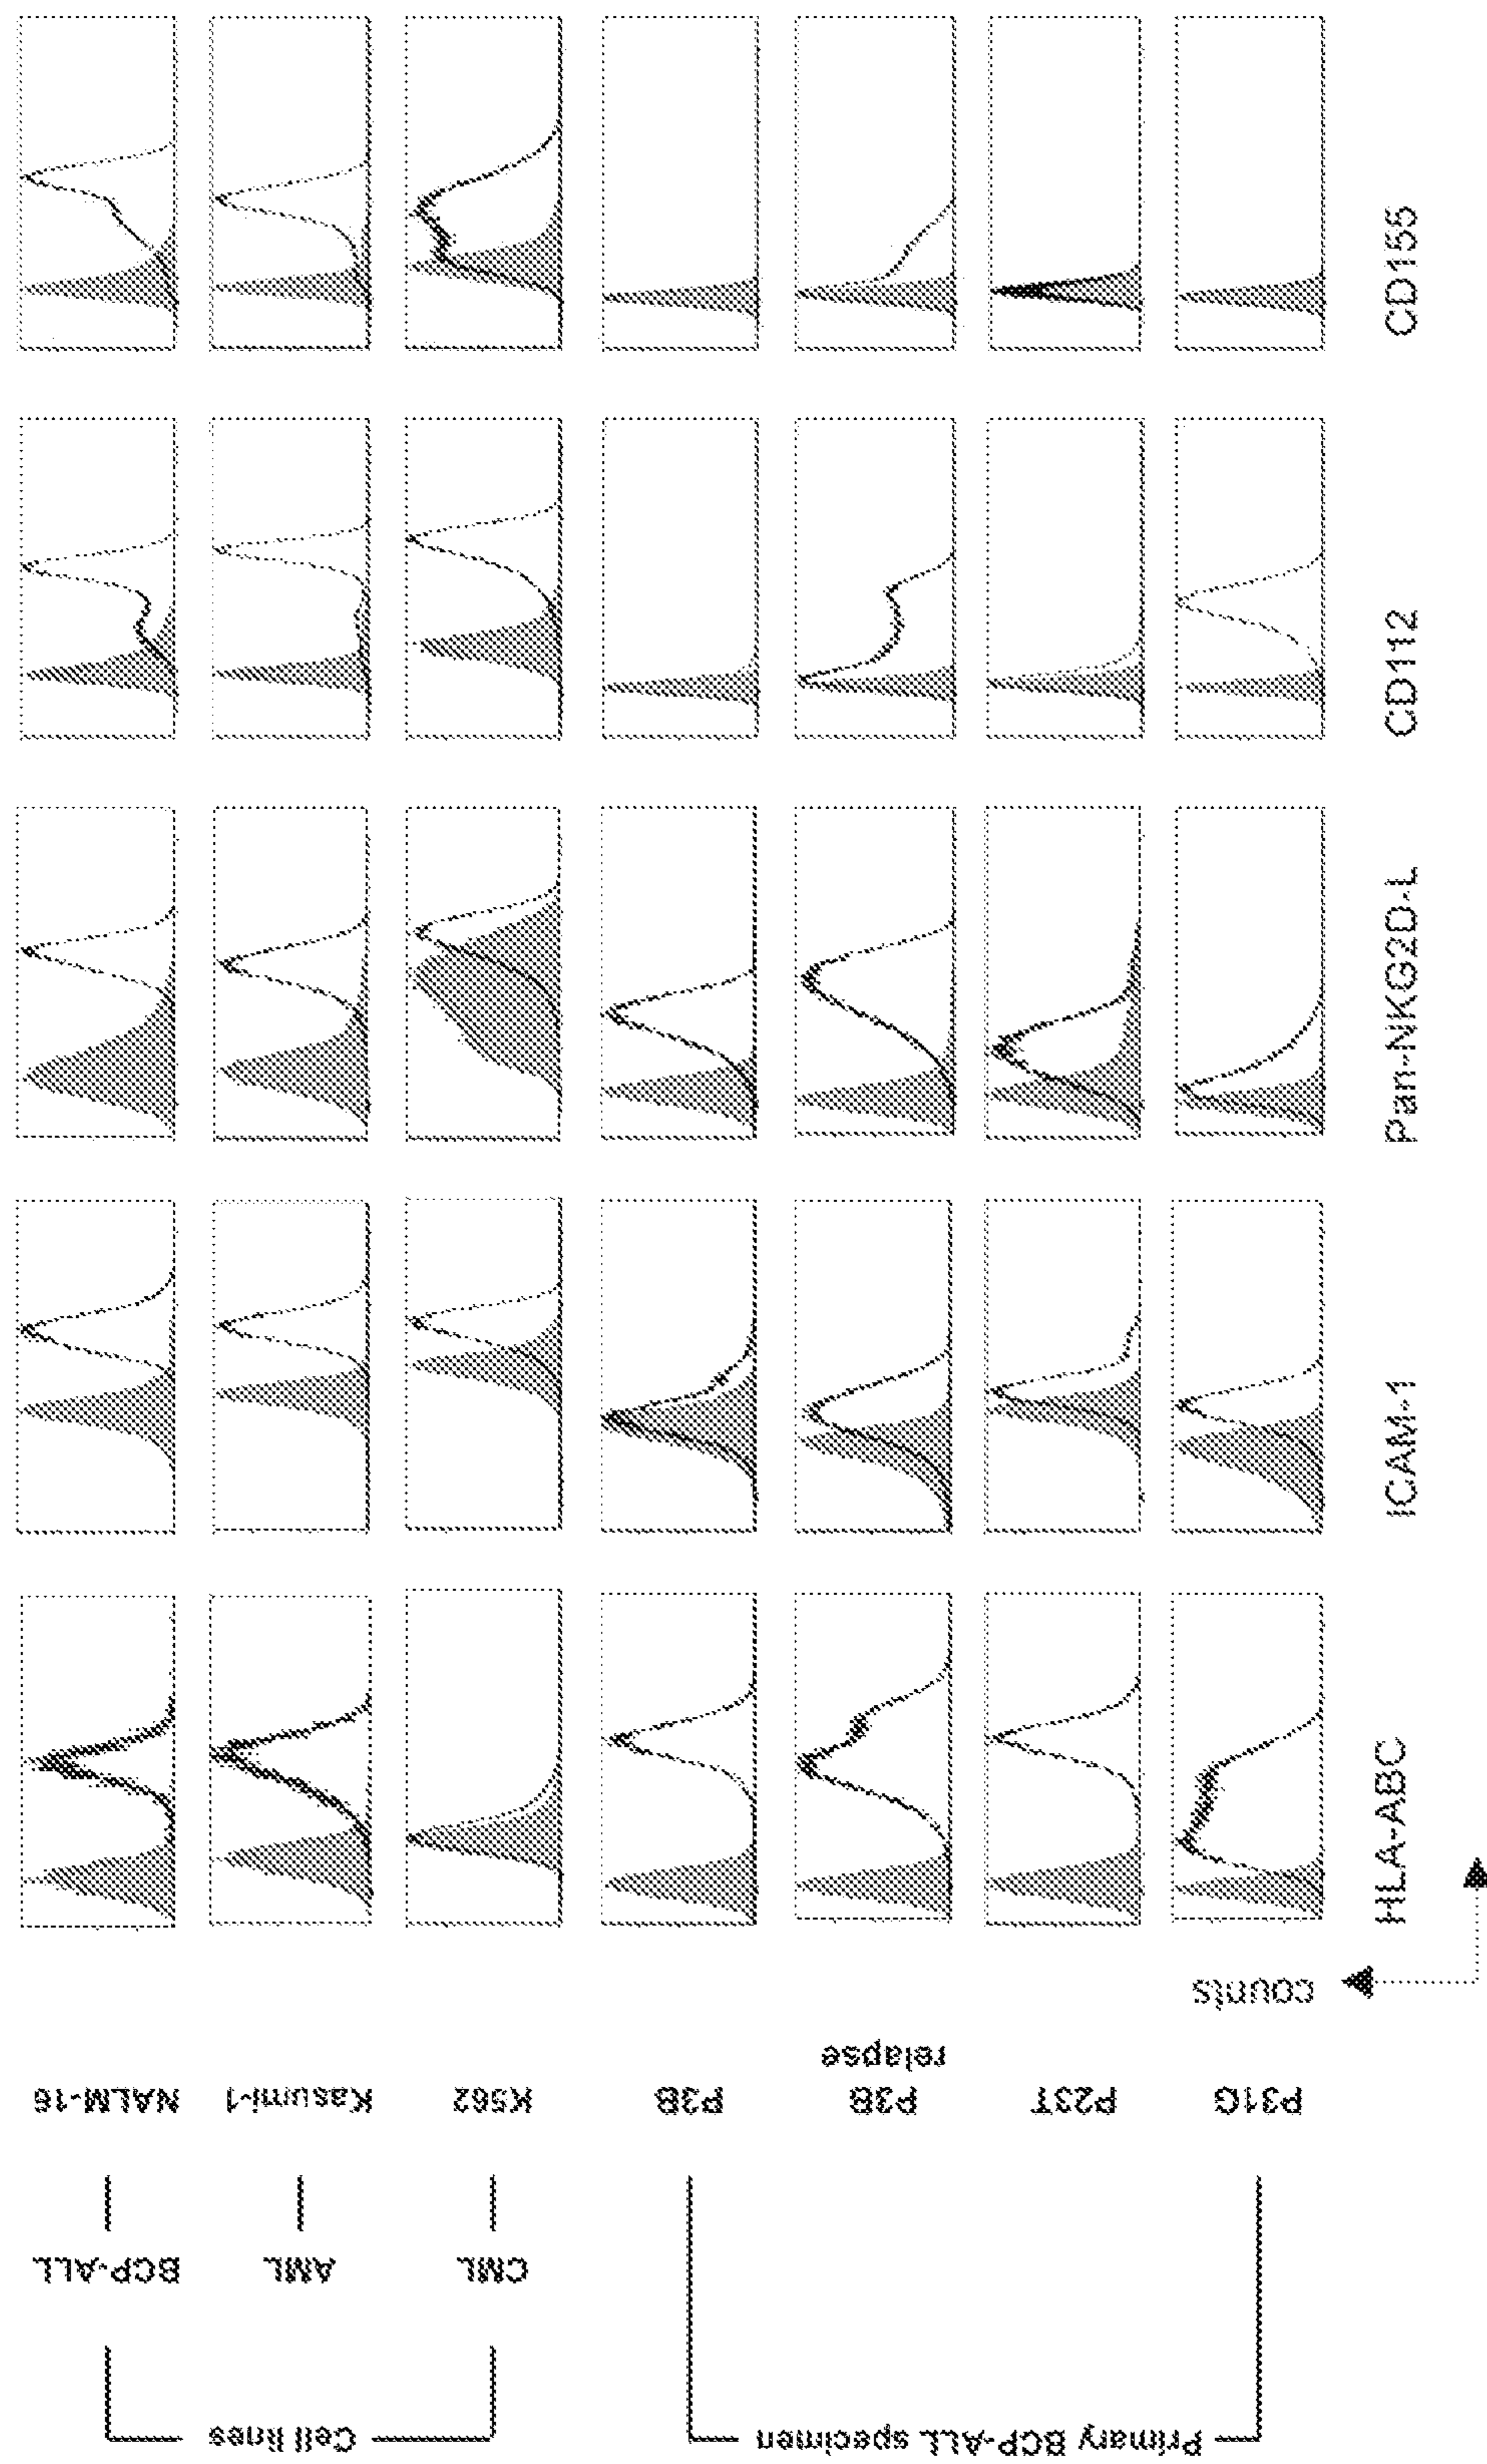 Cell lines
BCP-ALL
AML
CML
NALM-16
Kasumi-1
K562
Primary BCP-ALL specimen
P3B
P3B
relapse
P23T
P31G
counts
HLA-ABC
ICAM-1
Pan-NKG2D-L
CD112
CD155